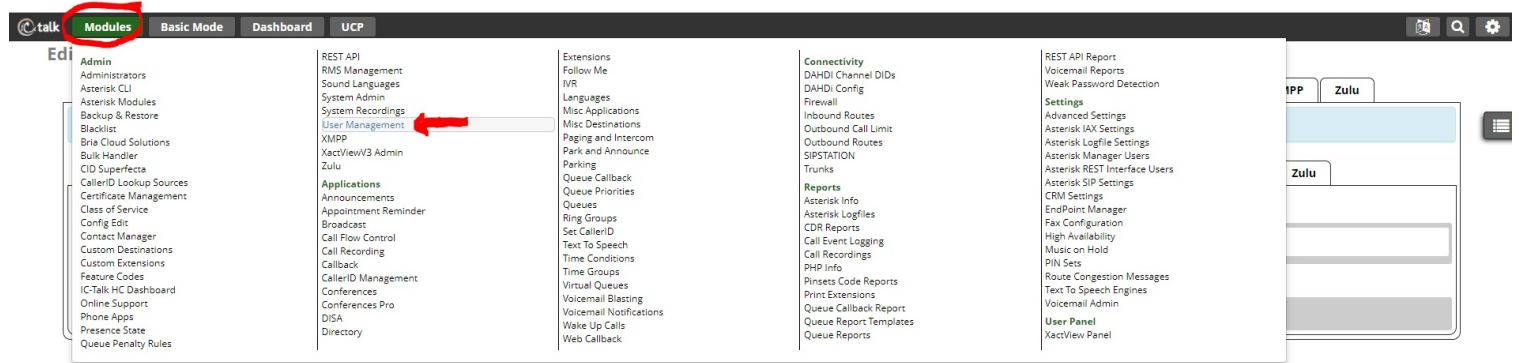 C talk Modules Basic Mode Dashboard UCP
Edi
Admin
Administrators
Asterisk CLI
Asterisk Modules
Backup & Restore
Blacklist
Bria Cloud Solutions
Bulk Handler
CID Superfecta
CallerID Lookup Sources
Certificate Management
Class of Service
Config Edit
Contact Manager
Custom Destinations
Custom Extensions
Feature Codes
IC-Talk HC Dashboard
Online Support
Phone Apps
Presence State
Queue Penalty Rules
REST API
RMS Management
Sound Languages
System Admin
System Recordings
User Management
XMPP
XactViewV3 Admin
Zulu
Applications
Announcements
Appointment Reminder
Broadcast
Call Flow Control
Call Recording
Callback
CallerID Management
Conferences
Conferences Pro
DISA
Directory
Extensions
Follow Me
IVR
Languages
Misc Applications
Misc Destinations
Paging and Intercom
Park and Announce
Parking
Queue Callback
Queue Priorities
Queues
Ring Groups
Set CallerID
Text To Speech
Time Conditions
Time Groups
Virtual Queues
Voicemail Blasting
Voicemail Notifications
Wake Up Calls
Web Callback
Connectivity
DAHDI Channel DIDs
DAHDi Config
Firewall
Inbound Routes
Outbound Call Limit
Outbound Routes
SIPSTATION
Trunks
Reports
Asterisk Info
Asterisk Logfiles
CDR Reports
Call Event Logging
Call Recordings
PHP Info
Pinsets Code Reports
Print Extensions
Queue Callback Report
Queue Report Templates
Queue Reports
REST API Report
Voicemail Reports
Weak Password Detection
Settings
Advanced Settings
Asterisk IAX Settings
Asterisk Logfile Settings
Asterisk Manager Users
Asterisk REST Interface Users
Asterisk SIP Settings
CRM Settings
EndPoint Manager
Fax Configuration
High Availability
Music on Hold
PIN Sets
Route Congestion Messages
Text To Speech Engines
Voicemail Admin
User Panel
XactView Panel
MPP Zulu
Zulu